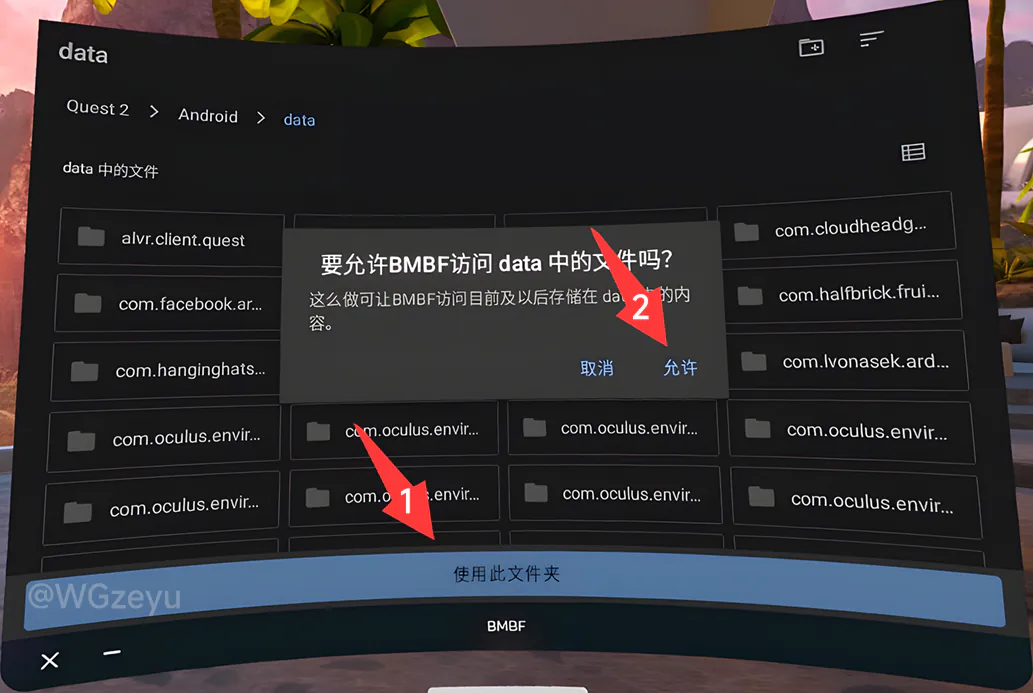 data
Quest 2 > Android > data
data 中的文件
alvr.client.quest
com.cloudheadg...
要允许BMBF访问 data 中的文件吗?
这么做可让BMBF访问目前及以后存储在 中的内
容。
取消
允许
com.facebook.ar...
com.halfbrick.frui...
com.hanginghats...
com.lvonasek.ard...
com.oculus.envir...
com.oculus.envir...
com.oculus.envir...
com.oculus.envir...
com.oculus.envir...
com.oculus.envir...
com.oculus.envir...
com.oculus.envir...
1
2
使用此文件夹
@WGzeyu
BMBF